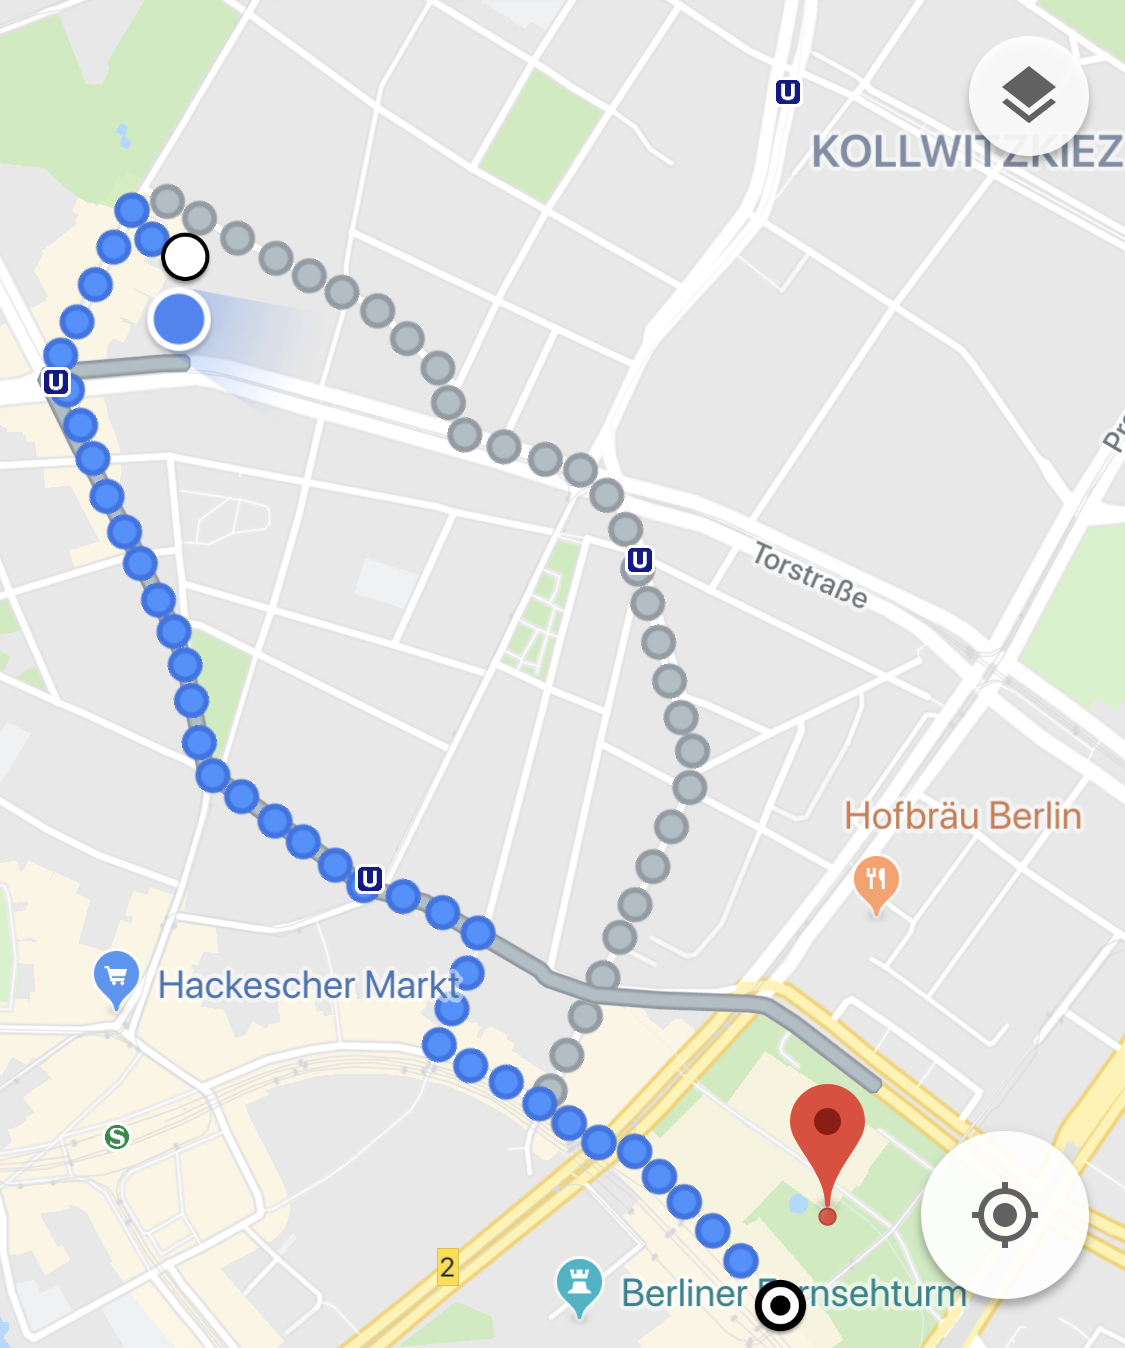 U
KOLLWITZKIEZ
U
U
Torstraße
Hofbräu Berlin
U
Hackescher Markt
S
2
Berliner Fernsehturm